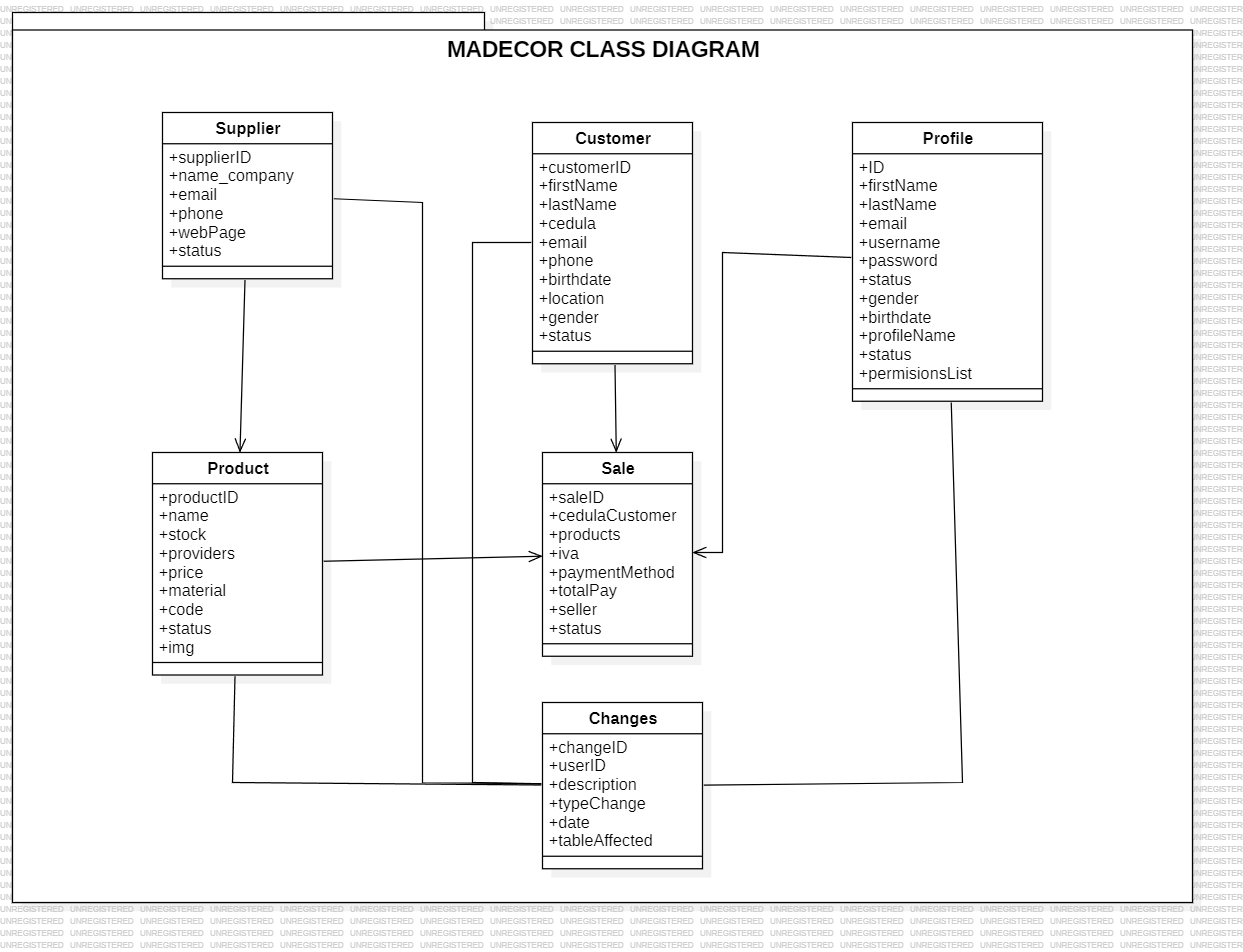 MADECOR CLASS DIAGRAM
Supplier
+supplierID
+name_company
+email
+phone
+webPage
+status
Customer
+customerID
+firstName
+lastName
+cedula
+email
+phone
+birthdate
+location
+gender
+status
Profile
+ID
+firstName
+lastName
+email
+username
+password
+status
+gender
+birthdate
+profileName
+status
+permisionsList
Product
+productID
+name
+stock
+providers
+price
+material
+code
+status
+img
Sale
+saleID
+cedulaCustomer
+products
+iva
+paymentMethod
+totalPay
+seller
+status
Changes
+changeID
+userID
+description
+typeChange
+date
+tableAffected
UNREGISTERED